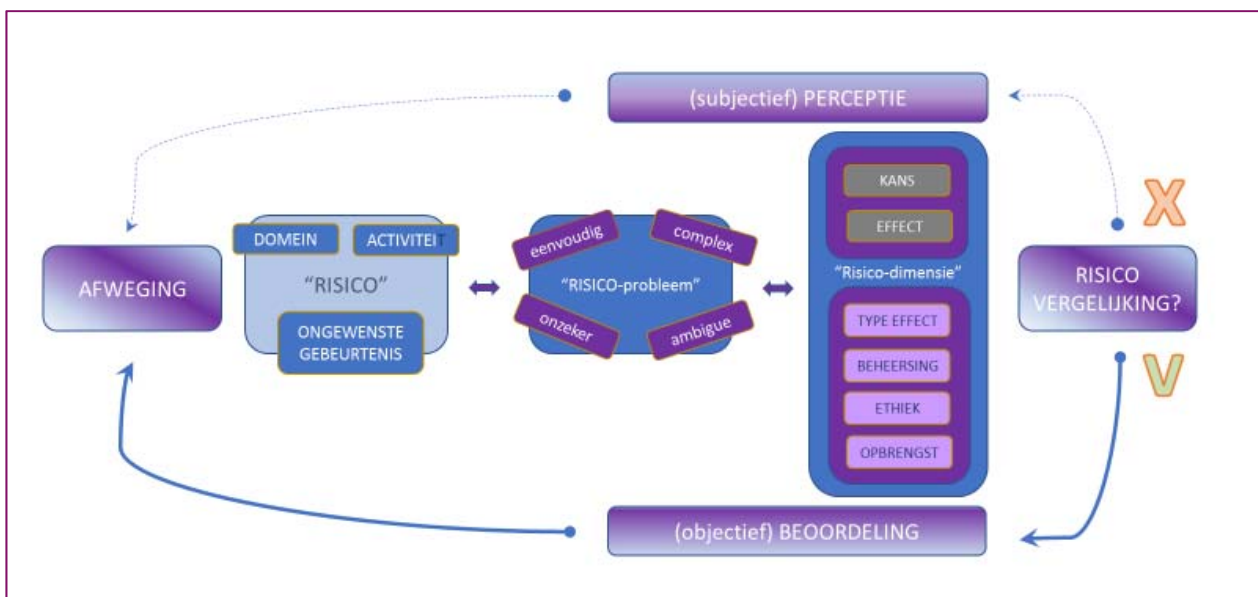 (subjectief) PERCEPTIE
X
AFWEGING
DOMEIN
ACTIVITEIT
"RISICO"
ONGEWENSTE
GEBEURTENIS
eenvoudig
complex
"RISICO-probleem"
onzeker
ambigue
KANS
EFFECT
"Risico-dimensie"
TYPE EFFECT
BEHEERSING
ETHIEK
OPBRENGST
RISICO
VERGELIJKING?
V
(objectief) BEOORDELING